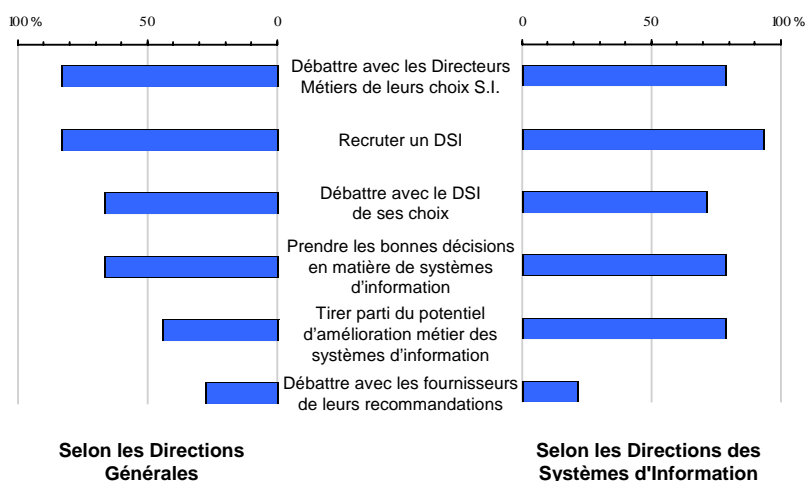 100 % 50 0 0 50 100 %
Débattre avec les Directeurs
Métiers de leurs choix S.I.
Recruter un DSI
Débattre avec le DSI
de ses choix
Prendre les bonnes décisions
en matière de systèmes
d'information
Tirer parti du potentiel
d'amélioration métier des
systèmes d'information
Débattre avec les fournisseurs
de leurs recommandations
Selon les Directions
Générales
Selon les Directions des
Systèmes d'Information